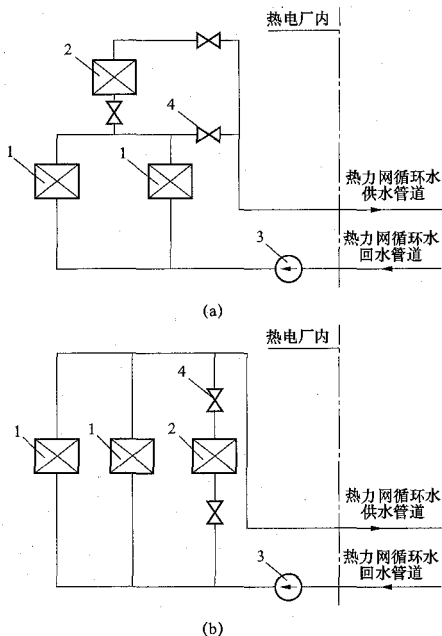 热电厂内
2
4
1
1
热力网循环水
供水管道
3
热力网循环水
回水管道
(a)
热电厂内
4
1
1
2
热力网循环水
供水管道
3
热力网循环水
回水管道
(b)